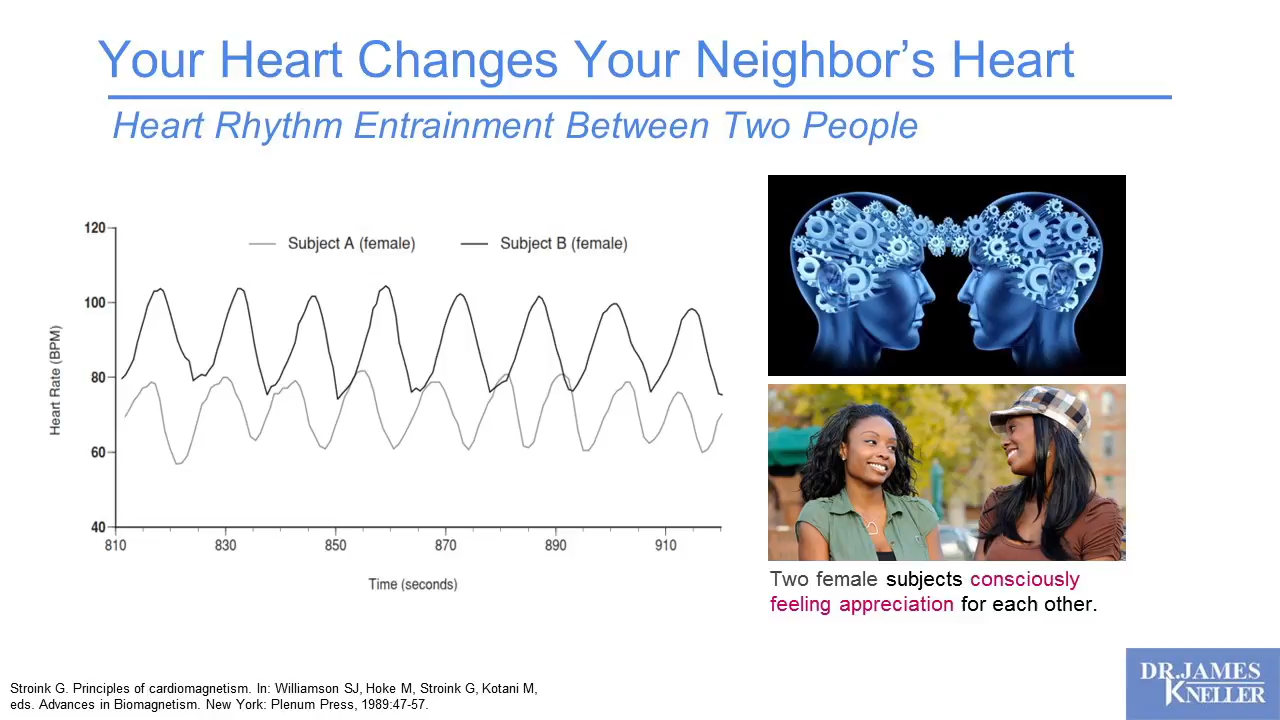 Your Heart Changes Your Neighbor’s Heart
Heart Rhythm Entrainment Between Two People
Subject A (female) Subject B (female)
120
100
80
60
40
Heart Rate (BPM)
810 830 850 870 890 910
Time (seconds)
Two female subjects consciously
feeling appreciation for each other.
Stroink G. Principles of cardiomagnetism. In: Williamson SJ, Hoke M, Stroink G, Kotani M,
eds. Advances in Biomagnetism. New York: Plenum Press, 1989:47-57.
DR.JAMES
KNELLER